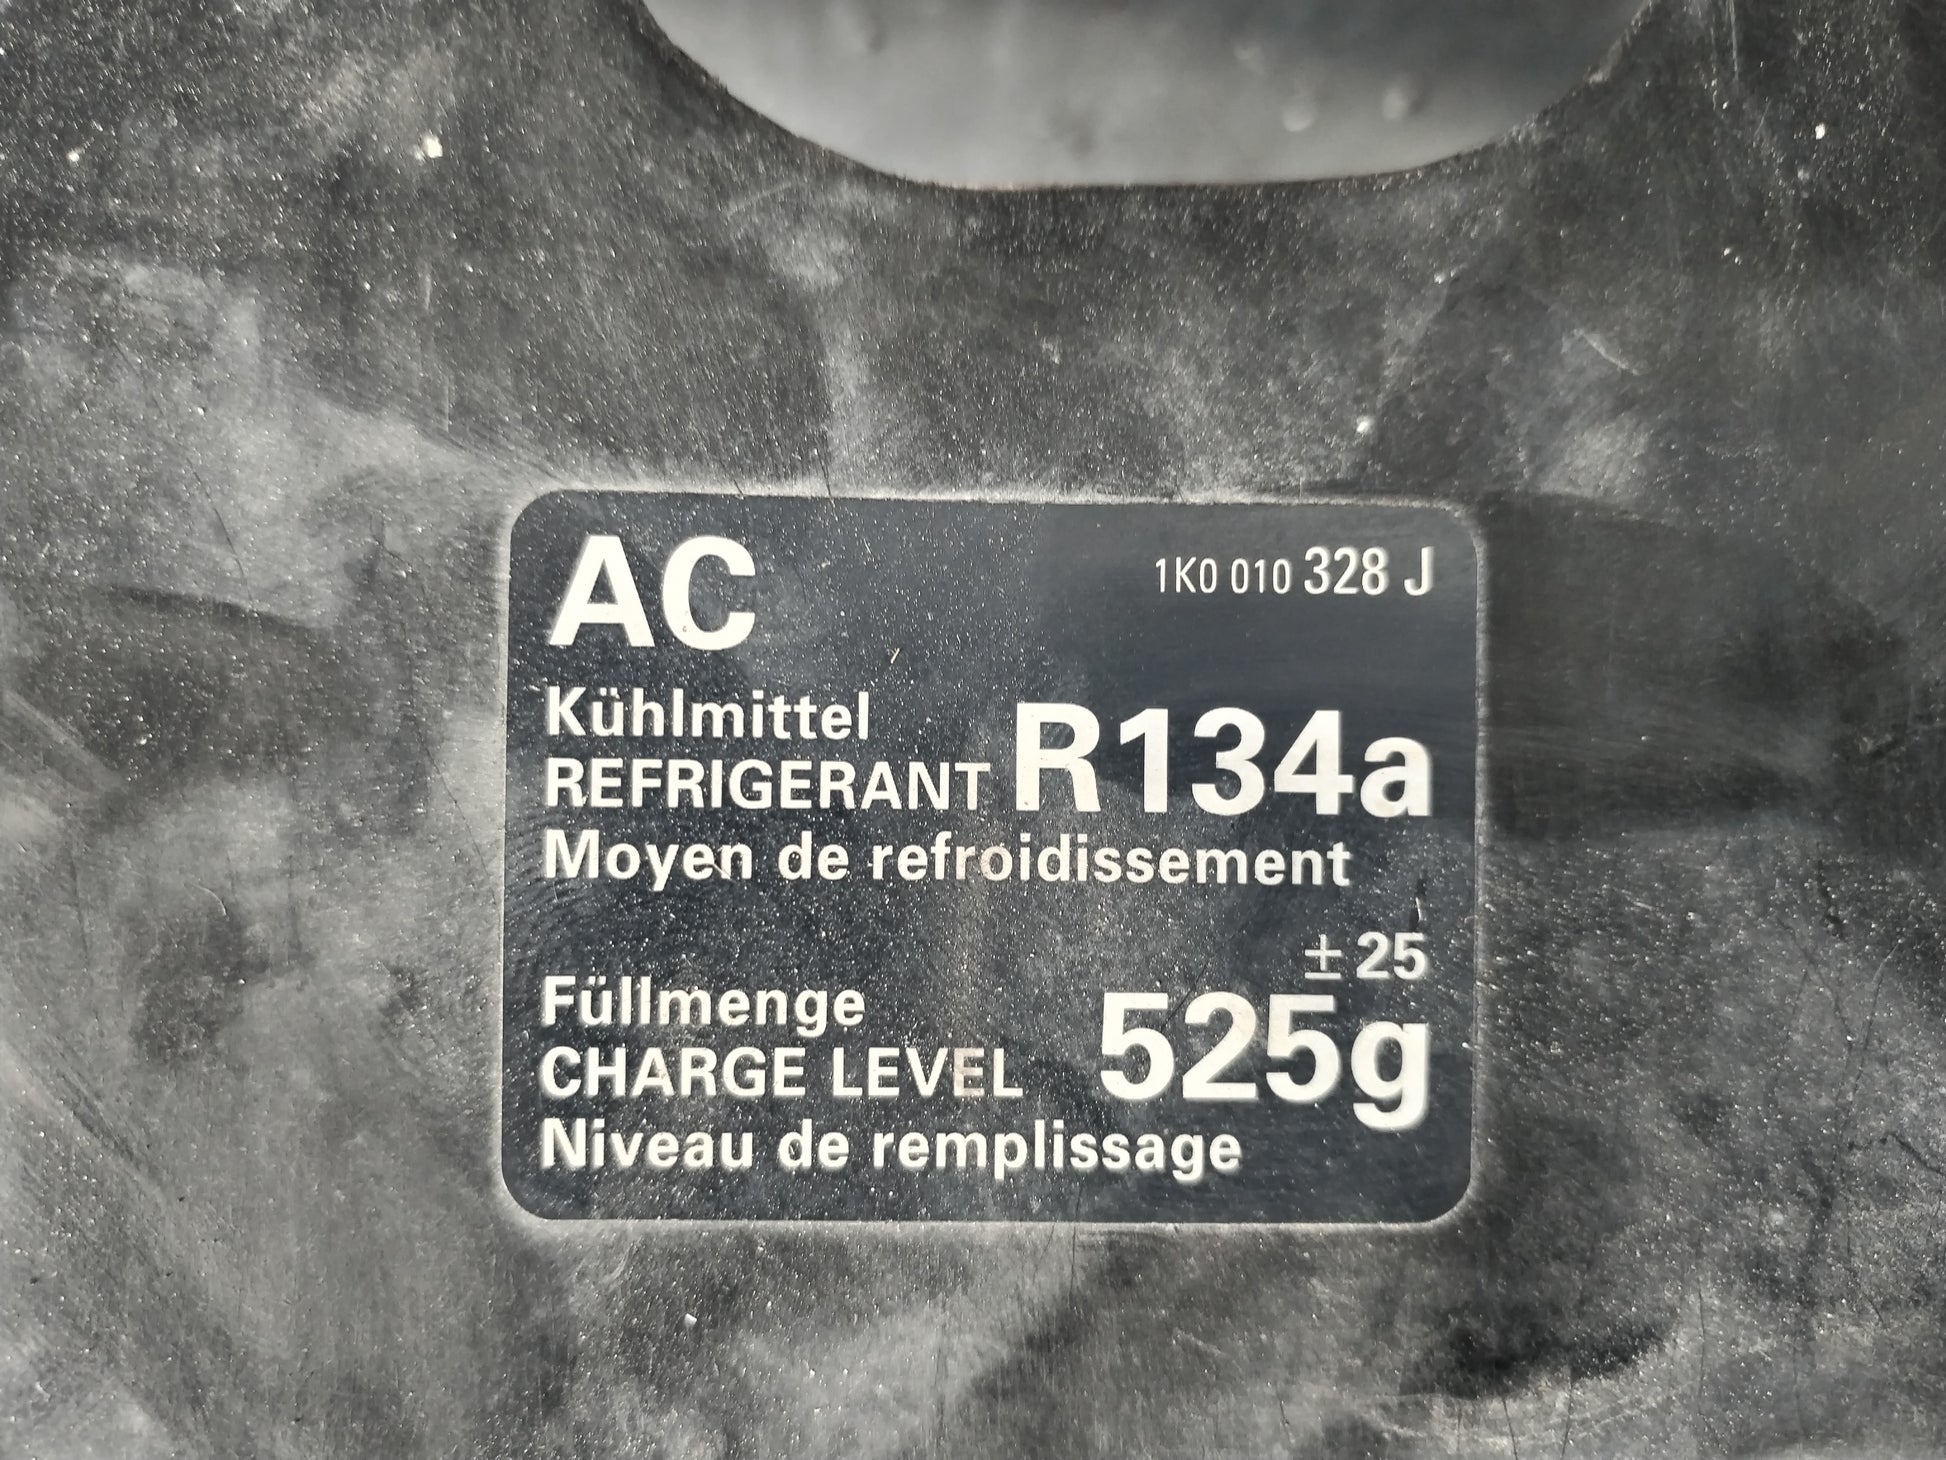 AC 1K0 010 328 J
Kühlmittel
REFRIGERANT R134a
Moyen de refroidissement
± 25
Füllmenge
CHARGE LEVEL 525g
Niveau de remplissage